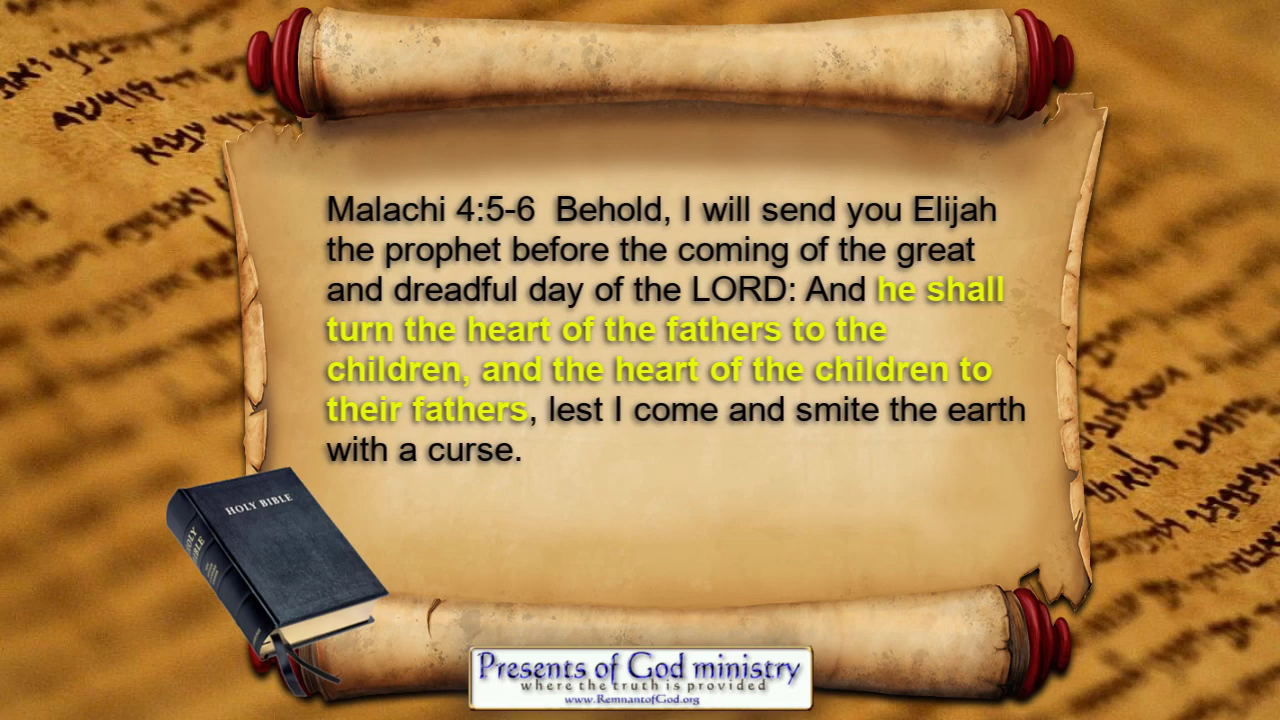 Malachi 4:5-6  Behold, I will send you Elijah
the prophet before the coming of the great
and dreadful day of the LORD: And he shall
turn the heart of the fathers to the
children, and the heart of the children to
their fathers, lest I come and smite the earth
with a curse.
HOLY BIBLE
HOLY
BIBLE
Presents of God ministry
where the truth is provided
www.RemnantofGod.org